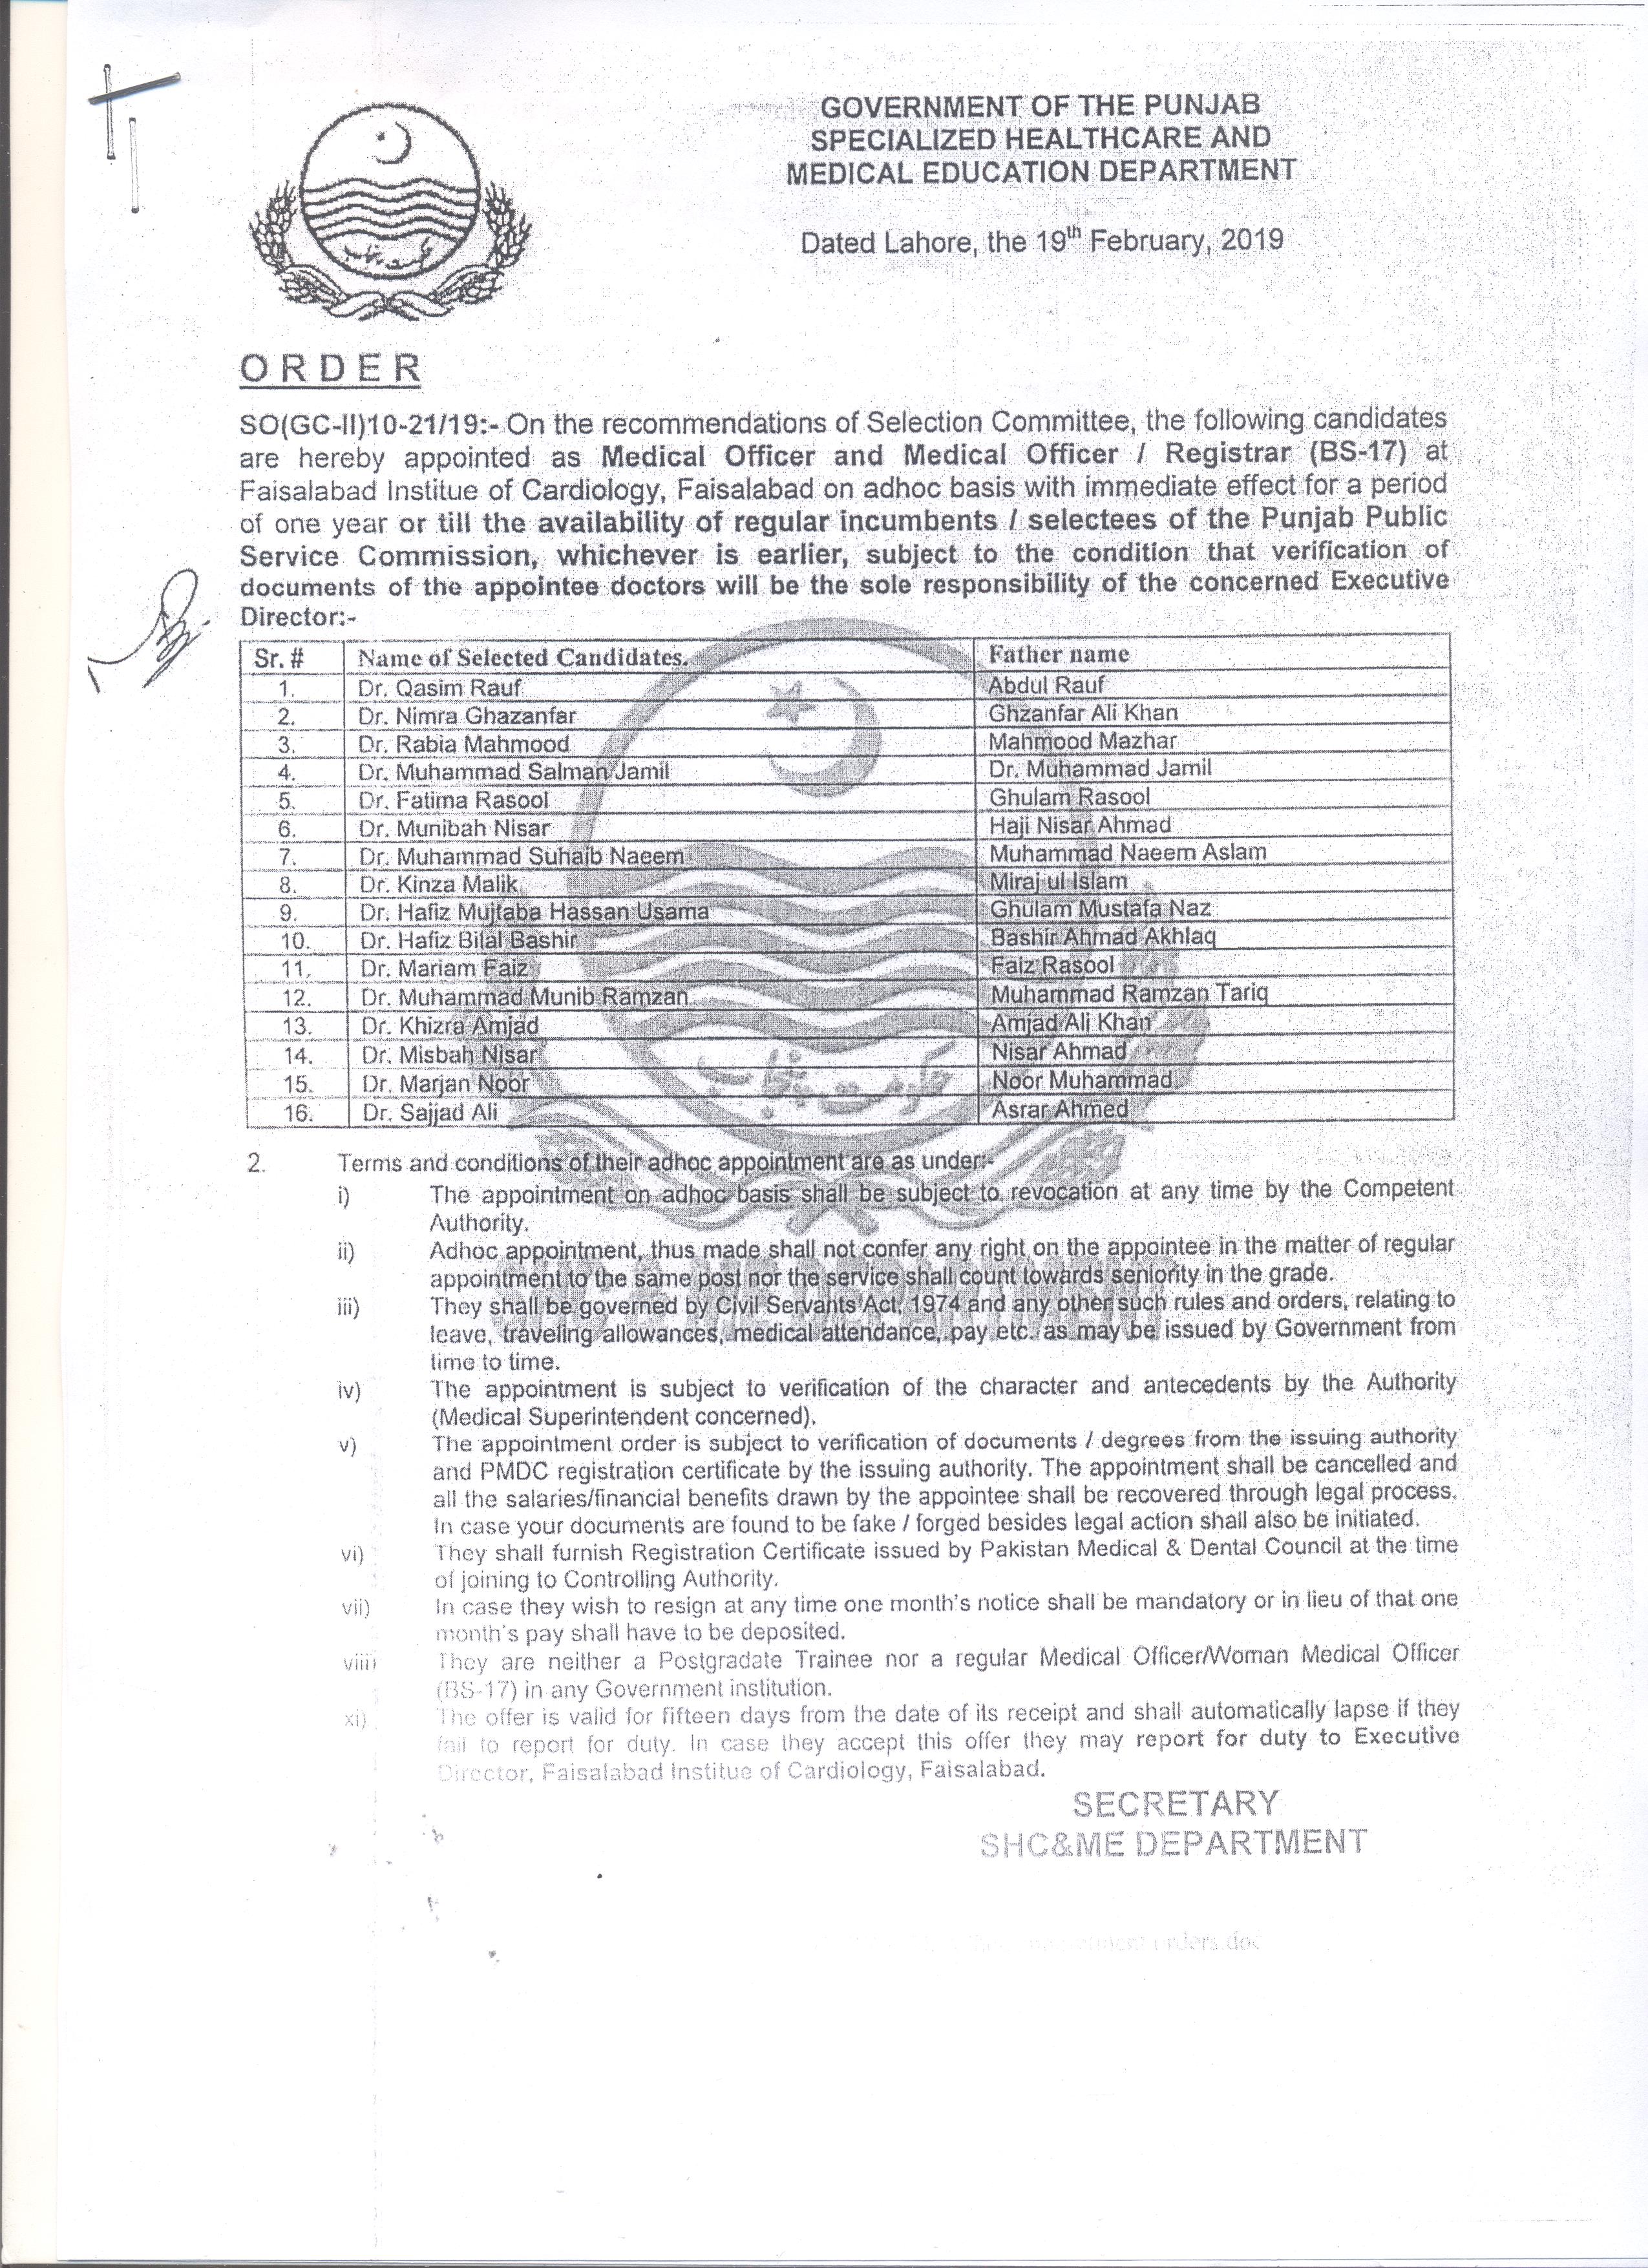 GOVERNMENT OF THE PUNJAB
SPECIALIZED HEALTHCARE AND
MEDICAL EDUCATION DEPARTMENT
Dated Lahore, the 19th February, 2019
ORDER
SO(GC-II)10-21/19:- On the recommendations of Selection Committee, the following candidates
are hereby appointed as Medical Officer and Medical Officer / Registrar (BS-17) at
Faisalabad Institue of Cardiology, Faisalabad on adhoc basis with immediate effect for a period
of one year or till the availability of regular incumbents / selectees of the Punjab Public
Service Commission, whichever is earlier, subject to the condition that verification of
documents of the appointee doctors will be the sole responsibility of the concerned Executive
Director:-
Sr. # Name of Selected Candidates. Father name
1. Dr. Qasim Rauf Abdul Rauf
2. Dr. Nimra Ghazanfar Ghzanfar Ali Khan
3. Dr. Rabia Mahmood Mahmood Mazhar
4. Dr. Muhammad Salman Jamil Dr. Muhammad Jamil
5. Dr. Fatima Rasool Ghulam Rasool
6. Dr. Munibah Nisar Haji Nisar Ahmad
7. Dr. Muhammad Suhaib Naeem Muhammad Naeem Aslam
8. Dr. Kinza Malik Miraj ul Islam
9. Dr. Hafiz Mujtaba Hassan Usama Ghulam Mustafa Naz
10. Dr. Hafiz Bilal Bashir Bashir Ahmad Akhlaq
11. Dr. Mariam Faiz Faiz Rasool
12. Dr. Muhammad Munib Ramzan Muhammad Ramzan Tariq
13. Dr. Khizra Amjad Amjad Ali Khan
14. Dr. Misbah Nisar Nisar Ahmad
15. Dr. Marjan Noor Noor Muhammad
16. Dr. Sajjad Ali Asrar Ahmed
2. Terms and conditions of their adhoc appointment are as under:-
i) The appointment on adhoc basis shall be subject to revocation at any time by the Competent
Authority.
ii) Adhoc appointment, thus made shall not confer any right on the appointee in the matter of regular
appointment to the same post nor the service shall count towards seniority in the grade.
iii) They shall be governed by Civil Servants Act, 1974 and any other such rules and orders, relating to
leave, traveling allowances, medical attendance, pay etc. as may be issued by Government from
time to time.
iv) The appointment is subject to verification of the character and antecedents by the Authority
(Medical Superintendent concerned).
v) The appointment order is subject to verification of documents / degrees from the issuing authority
and PMDC registration certificate by the issuing authority. The appointment shall be cancelled and
all the salaries/financial benefits drawn by the appointee shall be recovered through legal process.
In case your documents are found to be fake / forged besides legal action shall also be initiated.
vi) They shall furnish Registration Certificate issued by Pakistan Medical & Dental Council at the time
of joining to Controlling Authority.
vii) In case they wish to resign at any time one month's notice shall be mandatory or in lieu of that one
month's pay shall have to be deposited.
viii) They are neither a Postgradate Trainee nor a regular Medical Officer/Woman Medical Officer
(BS-17) in any Government institution.
xi) The offer is valid for fifteen days from the date of its receipt and shall automatically lapse if they
fail to report for duty. In case they accept this offer they may report for duty to Executive
Director, Faisalabad Institue of Cardiology, Faisalabad.
SECRETARY
SHC&ME DEPARTMENT
orders.doc